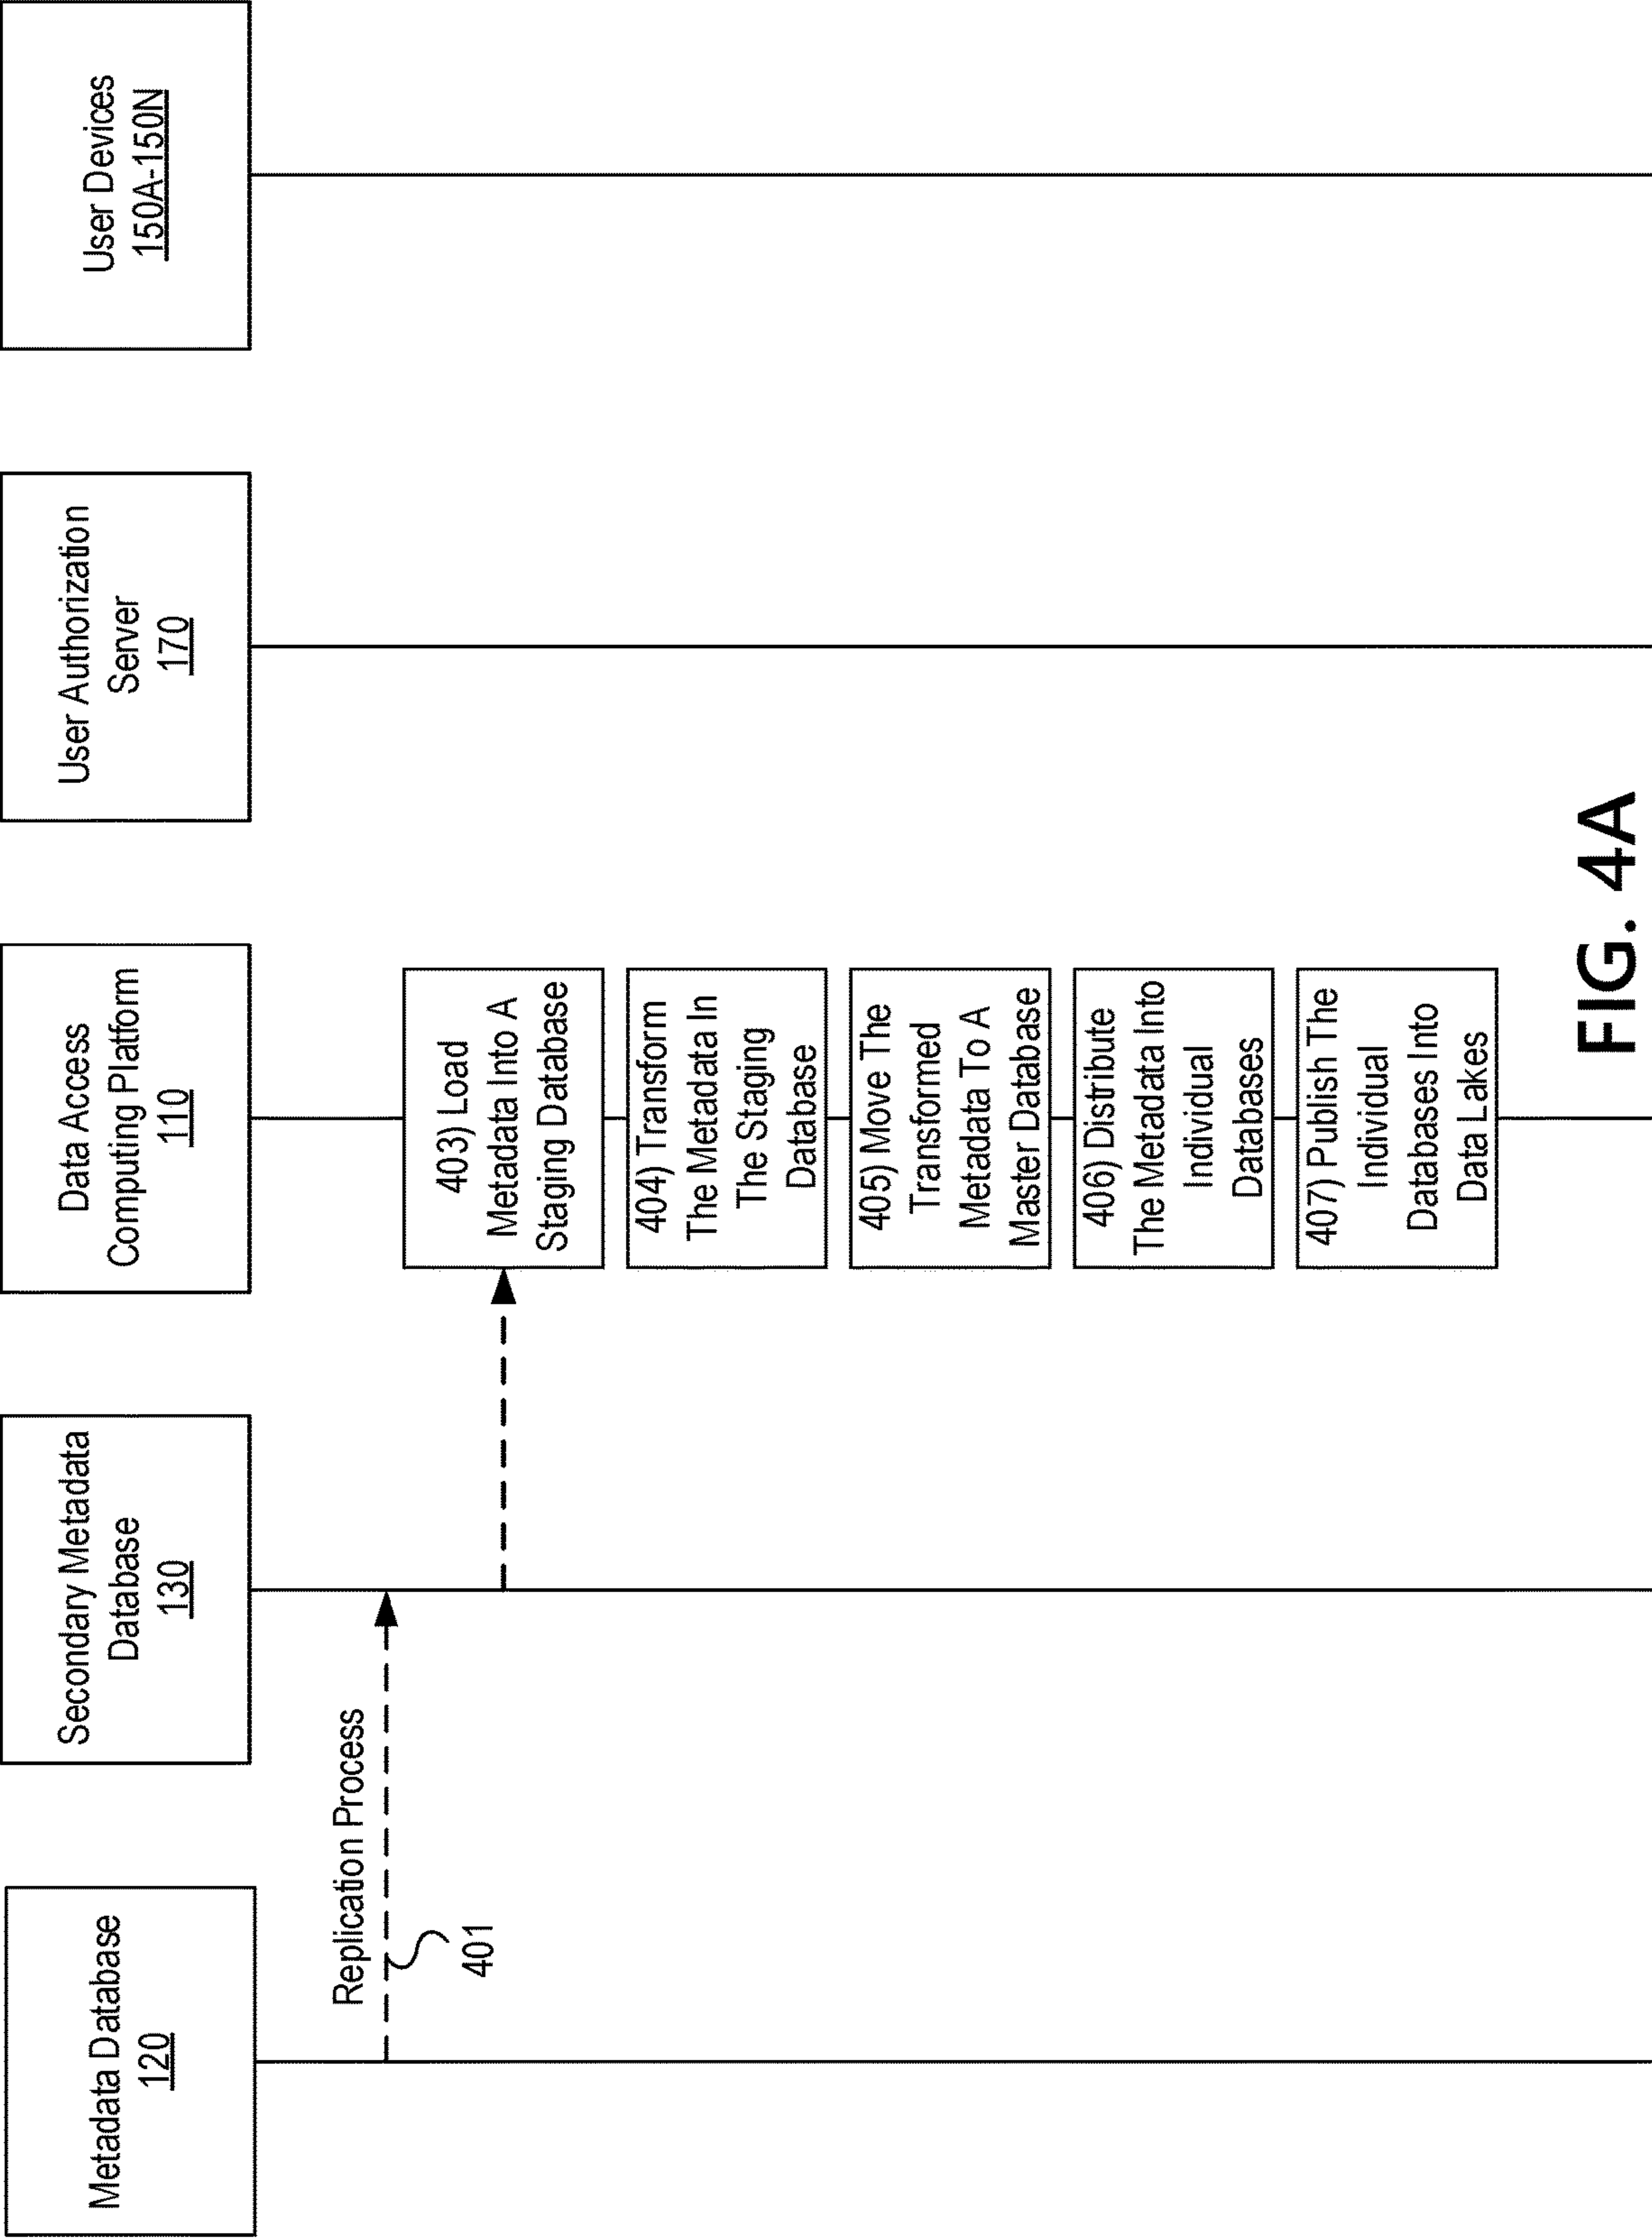 Metadata Database
120
Secondary Metadata
Database
130
Data Access
Computing Platform
110
User Authorization
Server
170
User Devices
150A-150N
Replication Process
401
403) Load
Metadata Into A
Staging Database
404) Transform
The Metadata In
The Staging
Database
405) Move The
Transformed
Metadata To A
Master Database
406) Distribute
The Metadata Into
Individual
Databases
407) Publish The
Individual
Databases Into
Data Lakes
FIG. 4A